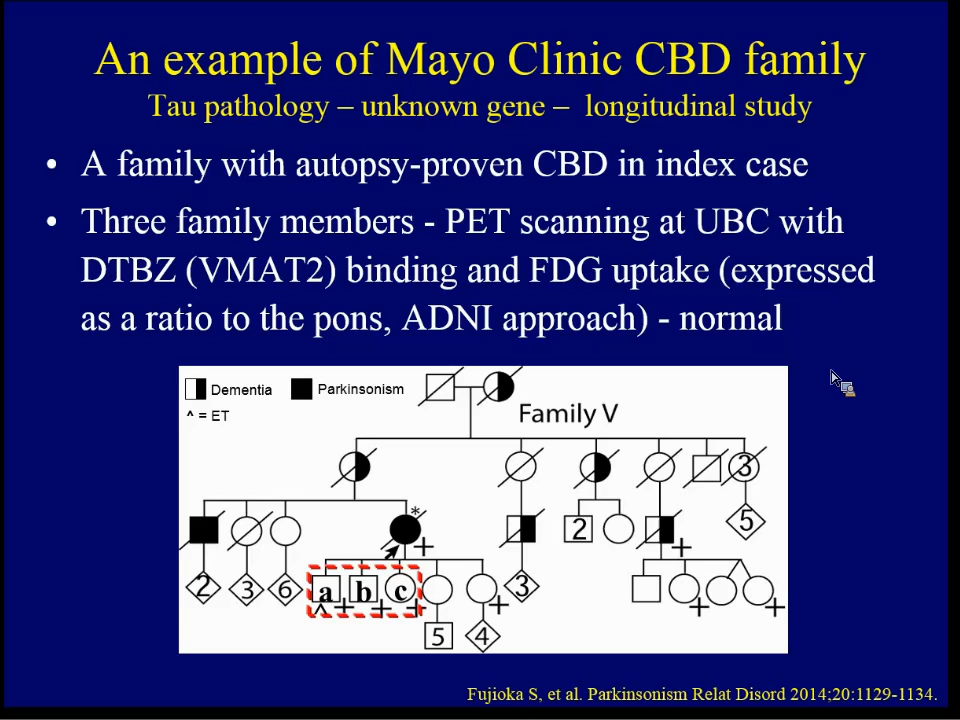 An example of Mayo Clinic CBD family
Tau pathology – unknown gene – longitudinal study
• A family with autopsy-proven CBD in index case
• Three family members - PET scanning at UBC with
DTBZ (VMAT2) binding and FDG uptake (expressed
as a ratio to the pons, ADNI approach) - normal
Dementia Parkinsonism
^ = ET
Family V
3
*
2 5
+ +
2 3 6 a b c 3
^ + + + + + + +
5 4
Fujioka S, et al. Parkinsonism Relat Disord 2014;20:1129-1134.